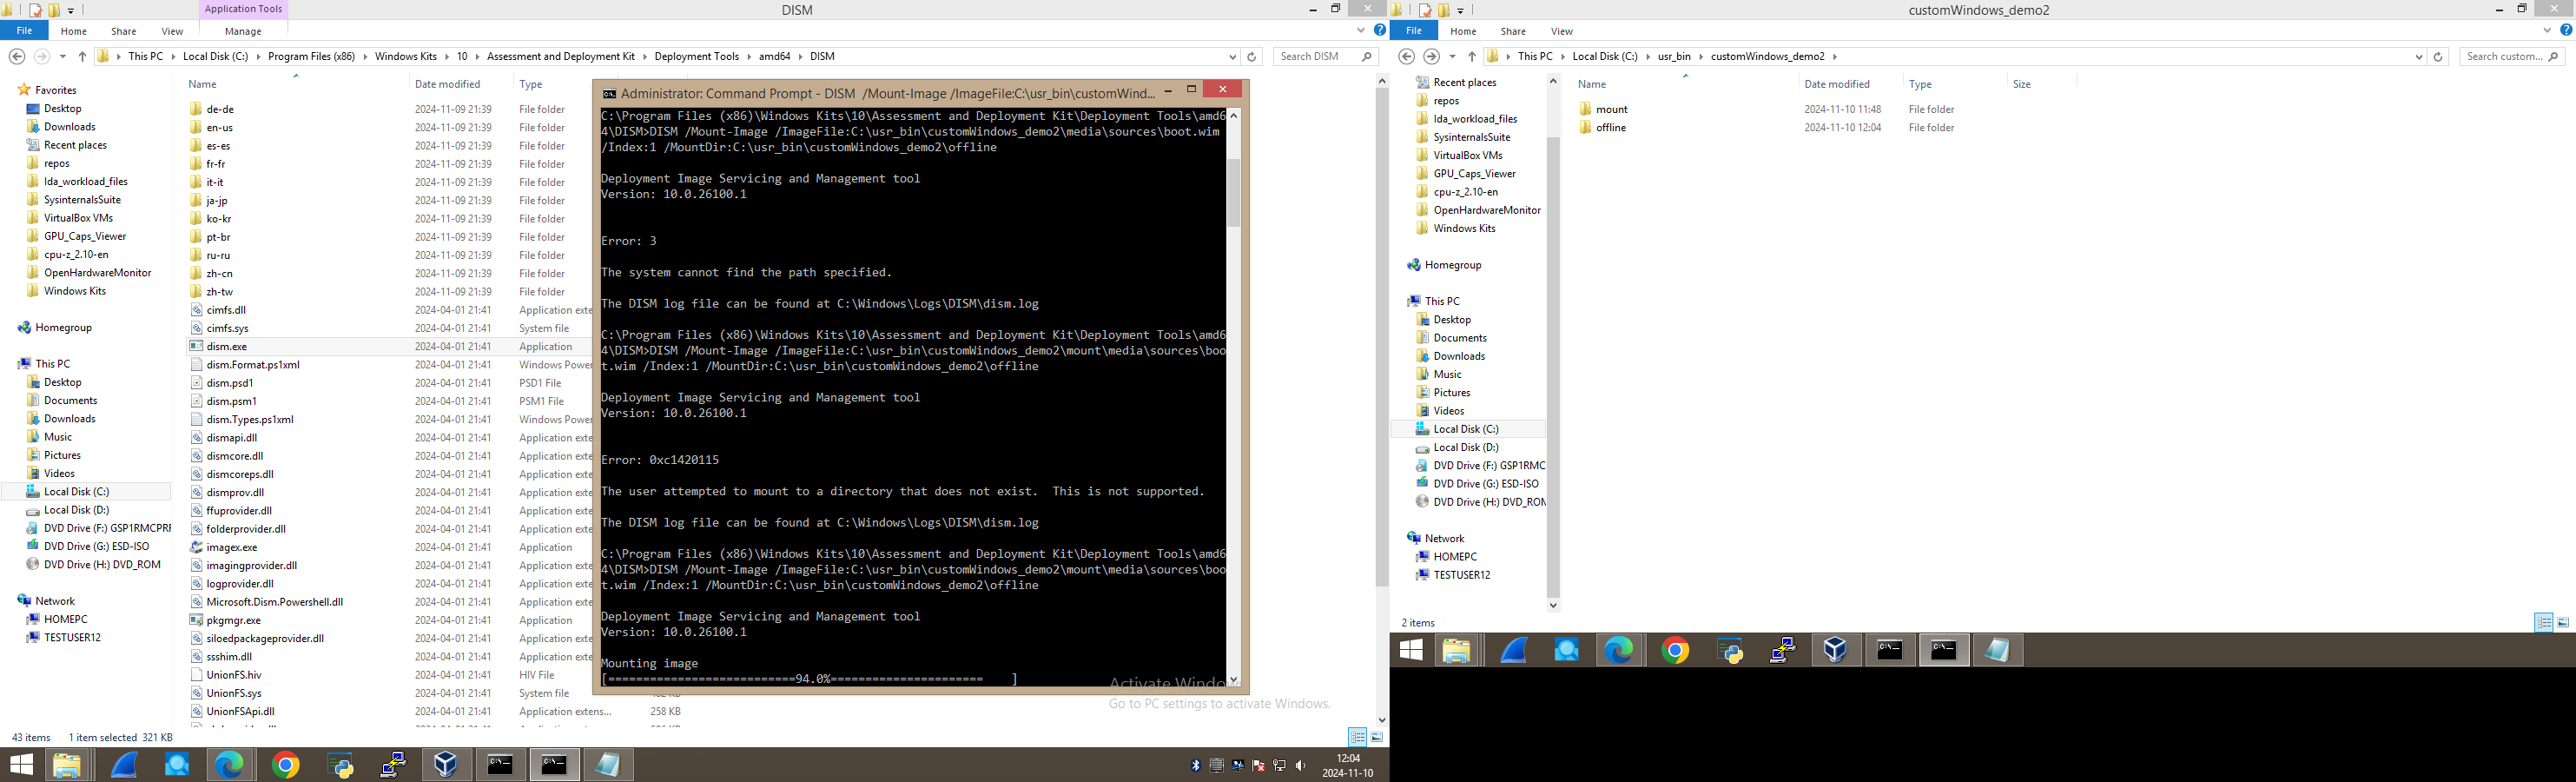 Application Tools
DISM
File
Home
Share
View
Manage
This PC
Local Disk (C:)
Program Files (x86)
Windows Kits
10
Assessment and Deployment Kit
Deployment Tools
amd64
DISM
Search DISM
Favorites
Desktop
Downloads
Recent places
repos
lda_workload_files
SysinternalsSuite
VirtualBox VMs
GPU_Caps_Viewer
cpu-z_2.10-en
OpenHardwareMonitor
Windows Kits
Homegroup
This PC
Desktop
Documents
Downloads
Music
Pictures
Videos
Local Disk (C:)
Local Disk (D:)
DVD Drive (F:) GSP1RMCPRF
DVD Drive (G:) ESD-ISO
DVD Drive (H:) DVD_ROM
Network
HOMEPC
TESTUSER12
Name Date modified Type
de-de 2024-11-09 21:39 File folder
en-us 2024-11-09 21:39 File folder
es-es 2024-11-09 21:39 File folder
fr-fr 2024-11-09 21:39 File folder
it-it 2024-11-09 21:39 File folder
ja-jp 2024-11-09 21:39 File folder
ko-kr 2024-11-09 21:39 File folder
pt-br 2024-11-09 21:39 File folder
ru-ru 2024-11-09 21:39 File folder
zh-cn 2024-11-09 21:39 File folder
zh-tw 2024-11-09 21:39 File folder
cimfs.dll 2024-04-01 21:41 Application exte
cimfs.sys 2024-04-01 21:41 System file
dism.exe 2024-04-01 21:41 Application
dism.Format.ps1xml 2024-04-01 21:41 Windows Power
dism.psd1 2024-04-01 21:41 PSD1 File
dism.psm1 2024-04-01 21:41 PSM1 File
dism.Types.ps1xml 2024-04-01 21:41 Windows Power
dismapi.dll 2024-04-01 21:41 Application exte
dismcore.dll 2024-04-01 21:41 Application exte
dismcoreps.dll 2024-04-01 21:41 Application exte
dismprov.dll 2024-04-01 21:41 Application exte
ffuprovider.dll 2024-04-01 21:41 Application exte
folderprovider.dll 2024-04-01 21:41 Application exte
imagex.exe 2024-04-01 21:41 Application
imagingprovider.dll 2024-04-01 21:41 Application exte
logprovider.dll 2024-04-01 21:41 Application exte
Microsoft.Dism.Powershell.dll 2024-04-01 21:41 Application exte
pkgmgr.exe 2024-04-01 21:41 Application
siloedpackageprovider.dll 2024-04-01 21:41 Application exte
ssshim.dll 2024-04-01 21:41 Application exte
UnionFS.hiv 2024-04-01 21:41 HIV File
UnionFS.sys 2024-04-01 21:41 System file
UnionFSApi.dll 2024-04-01 21:41 Application extens... 258 KB
43 items 1 item selected 321 KB
Administrator: Command Prompt - DISM /Mount-Image /ImageFile:C:\usr_bin\customWind...
C:\Program Files (x86)\Windows Kits\10\Assessment and Deployment Kit\Deployment Tools\amd6
4\DISM>DISM /Mount-Image /ImageFile:C:\usr_bin\customWindows_demo2\media\sources\boot.wim
/Index:1 /MountDir:C:\usr_bin\customWindows_demo2\offline
Deployment Image Servicing and Management tool
Version: 10.0.26100.1
Error: 3
The system cannot find the path specified.
The DISM log file can be found at C:\Windows\Logs\DISM\dism.log
C:\Program Files (x86)\Windows Kits\10\Assessment and Deployment Kit\Deployment Tools\amd6
4\DISM>DISM /Mount-Image /ImageFile:C:\usr_bin\customWindows_demo2\mount\media\sources\boo
t.wim /Index:1 /MountDir:C:\usr_bin\customWindows_demo2\offline
Deployment Image Servicing and Management tool
Version: 10.0.26100.1
Error: 0xc1420115
The user attempted to mount to a directory that does not exist.  This is not supported.
The DISM log file can be found at C:\Windows\Logs\DISM\dism.log
C:\Program Files (x86)\Windows Kits\10\Assessment and Deployment Kit\Deployment Tools\amd6
4\DISM>DISM /Mount-Image /ImageFile:C:\usr_bin\customWindows_demo2\mount\media\sources\boo
t.wim /Index:1 /MountDir:C:\usr_bin\customWindows_demo2\offline
Deployment Image Servicing and Management tool
Version: 10.0.26100.1
Mounting image
[===========================94.0%======================    ]
Activate Window
Go to PC settings to activate Windows.
12:04
2024-11-10
customWindows_demo2
File
Home
Share
View
This PC
Local Disk (C:)
usr_bin
customWindows_demo2
Search custom...
Recent places
repos
lda_workload_files
SysinternalsSuite
VirtualBox VMs
GPU_Caps_Viewer
cpu-z_2.10-en
OpenHardwareMonitor
Windows Kits
Homegroup
This PC
Desktop
Documents
Downloads
Music
Pictures
Videos
Local Disk (C:)
Local Disk (D:)
DVD Drive (F:) GSP1RMC
DVD Drive (G:) ESD-ISO
DVD Drive (H:) DVD_ROM
Network
HOMEPC
TESTUSER12
Name Date modified Type Size
mount 2024-11-10 11:48 File folder
offline 2024-11-10 12:04 File folder
2 items